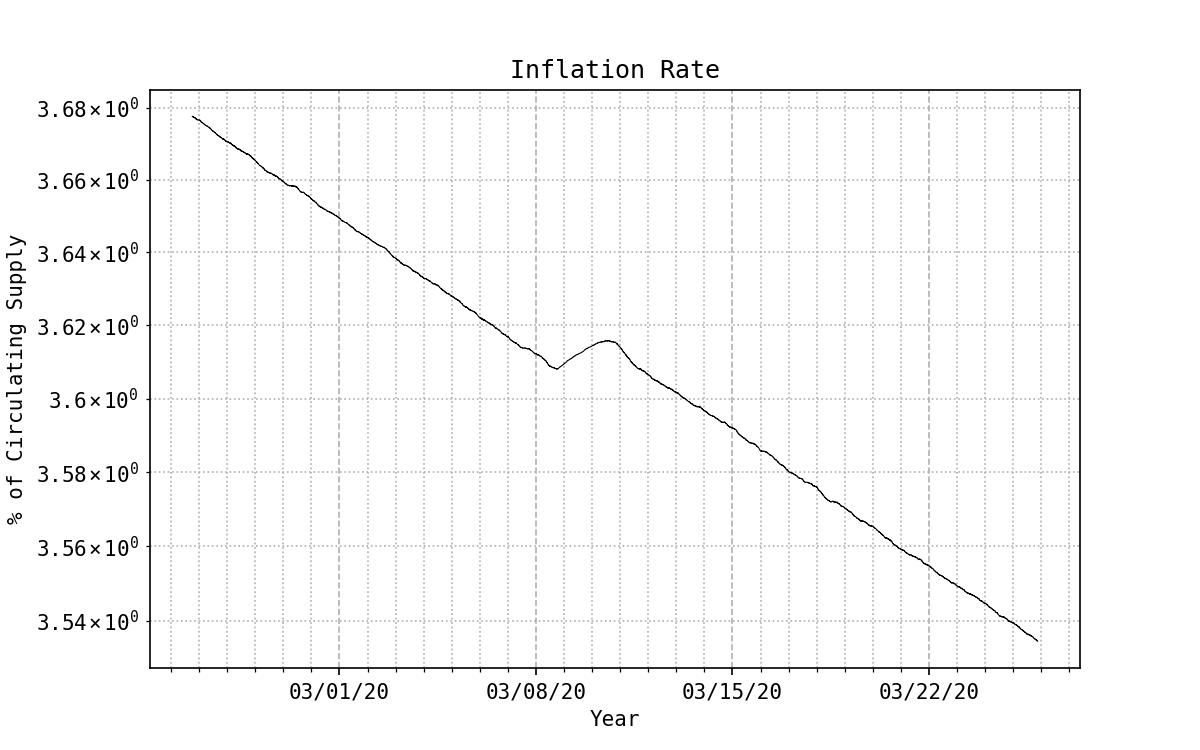 Inflation Rate
3.68×10⁰
3.66×10⁰
3.64×10⁰
3.62×10⁰
3.6×10⁰
3.58×10⁰
3.56×10⁰
3.54×10⁰
% of Circulating Supply
03/01/20 03/08/20 03/15/20 03/22/20
Year